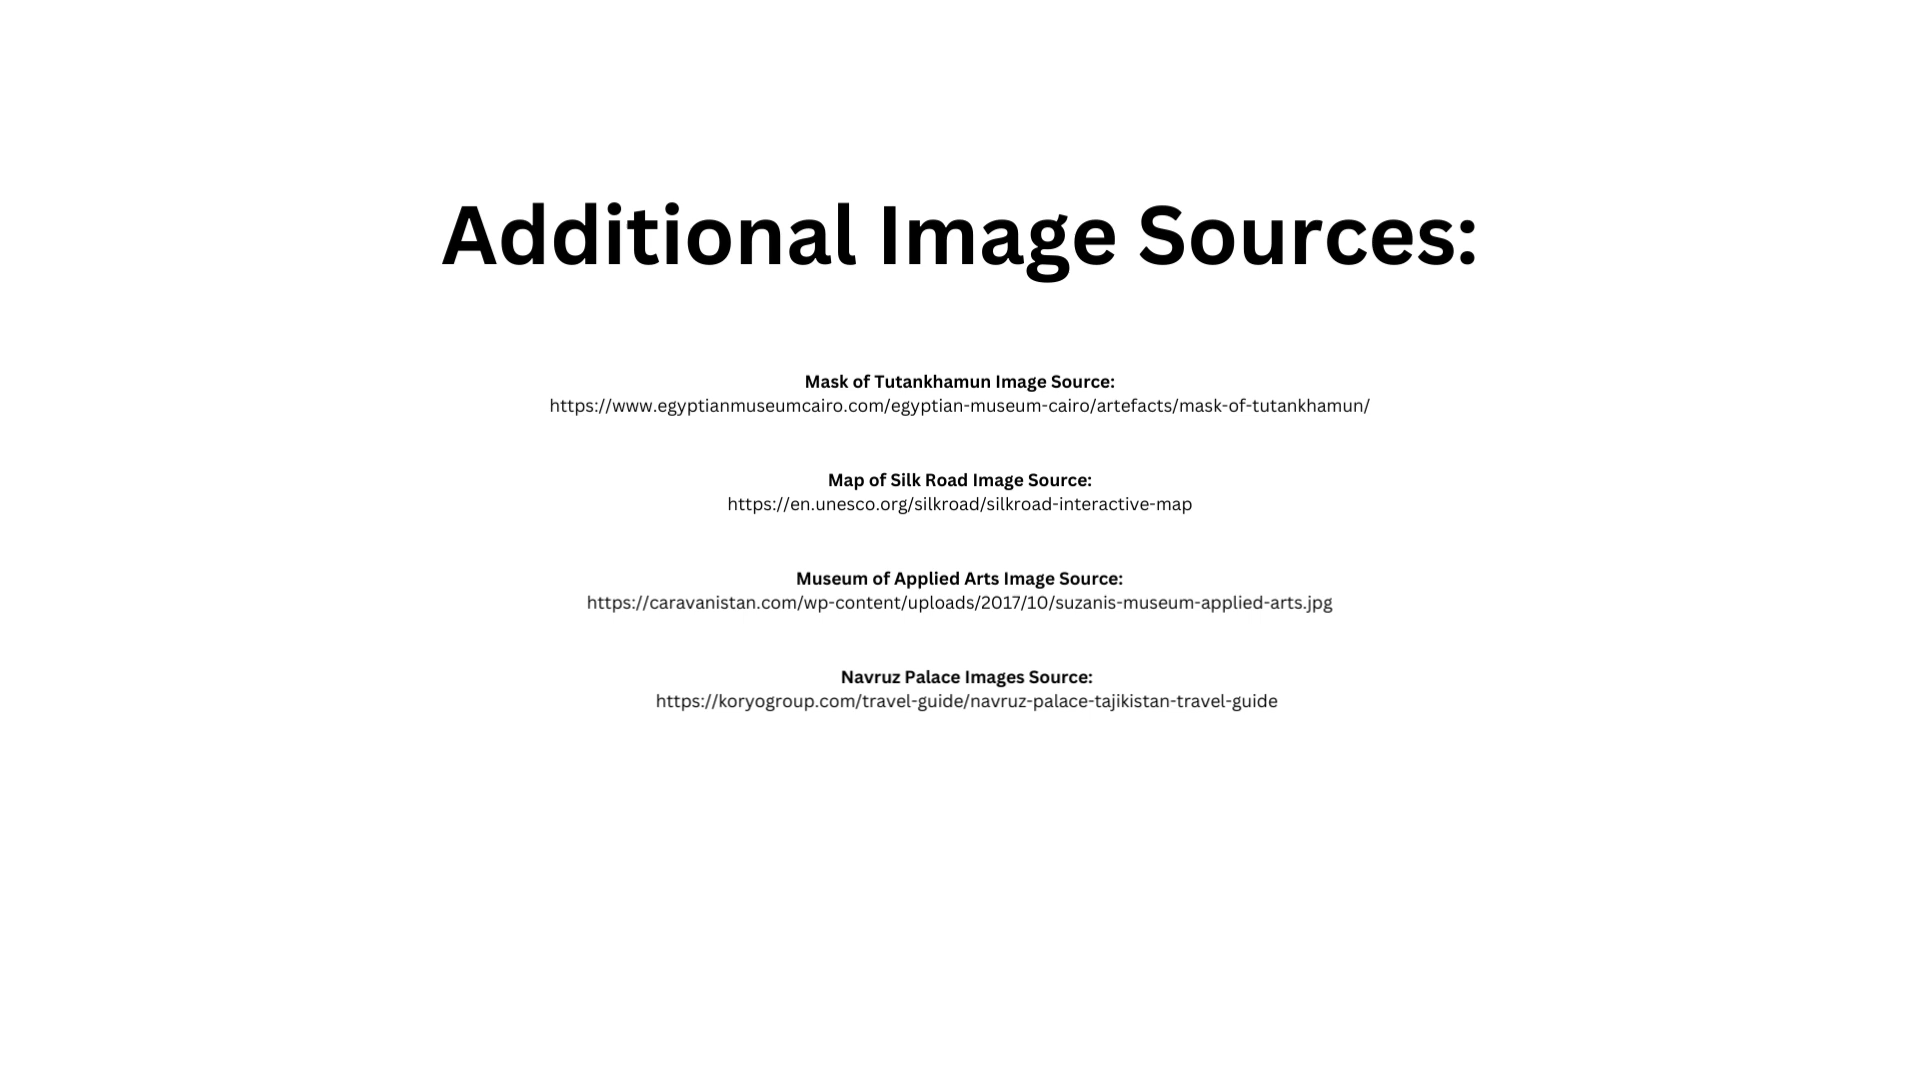 Additional Image Sources:
Mask of Tutankhamun Image Source:
https://www.egyptianmuseumcairo.com/egyptian-museum-cairo/artefacts/mask-of-tutankhamun/
Map of Silk Road Image Source:
https://en.unesco.org/silkroad/silkroad-interactive-map
Museum of Applied Arts Image Source:
https://caravanistan.com/wp-content/uploads/2017/10/suzanis-museum-applied-arts.jpg
Navruz Palace Images Source:
https://koryogroup.com/travel-guide/navruz-palace-tajikistan-travel-guide